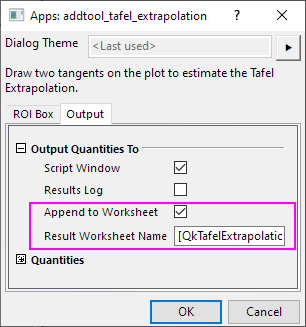 Apps: addtool_tafel_extrapolation
Dialog Theme <Last used>
Draw two tangents on the plot to estimate the Tafel
Extrapolation.
ROI Box Output
Output Quantities To
Script Window
Results Log
Append to Worksheet
Result Worksheet Name [QkTafelExtrapolatic
Quantities
OK Cancel